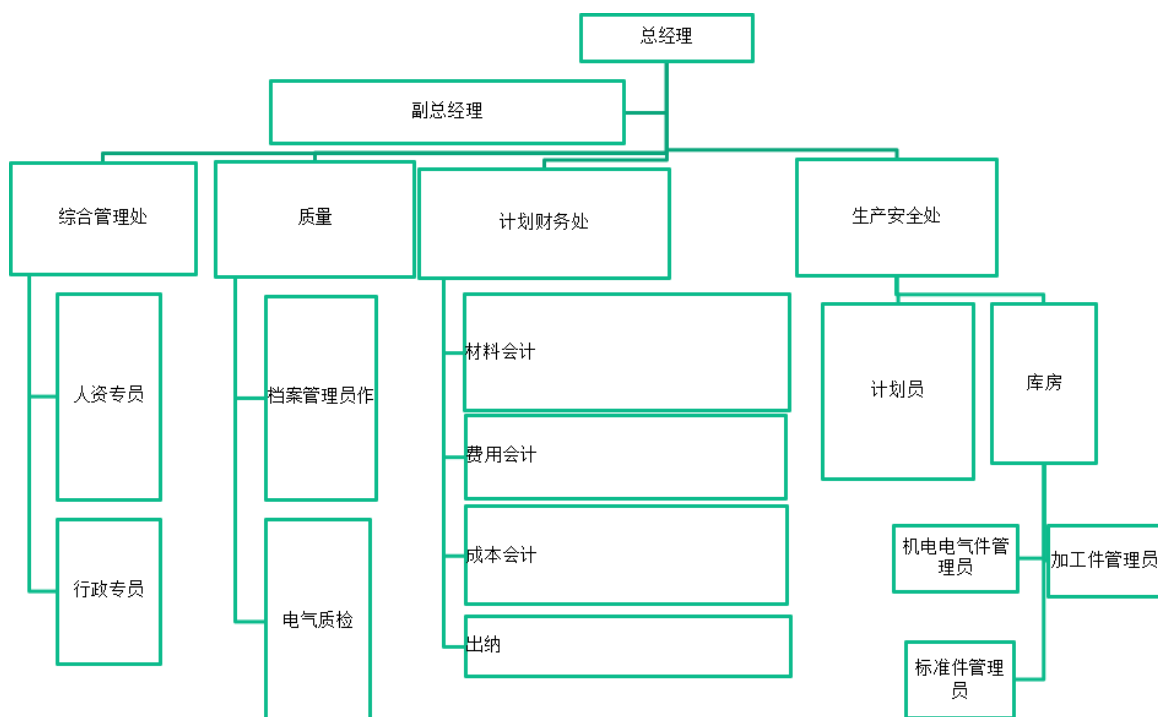 总经理
副总经理
综合管理处
质量
计划财务处
生产安全处
人资专员
档案管理员作
材料会计
计划员
库房
费用会计
机电电气件管
理员
加工件管理员
成本会计
行政专员
电气质检
出纳
标准件管理
员